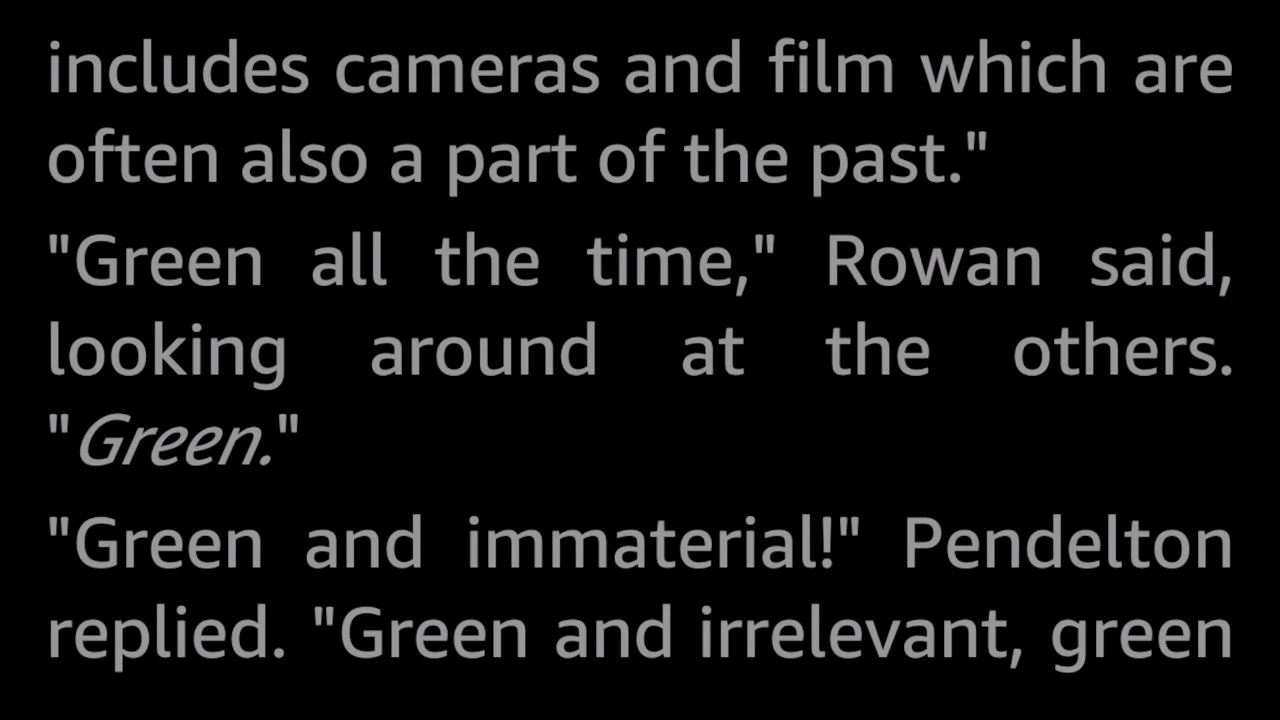 includes cameras and film which are
often also a part of the past."
"Green all the time," Rowan said,
looking around at the others.
"Green."
"Green and immaterial!" Pendelton
replied. "Green and irrelevant, green